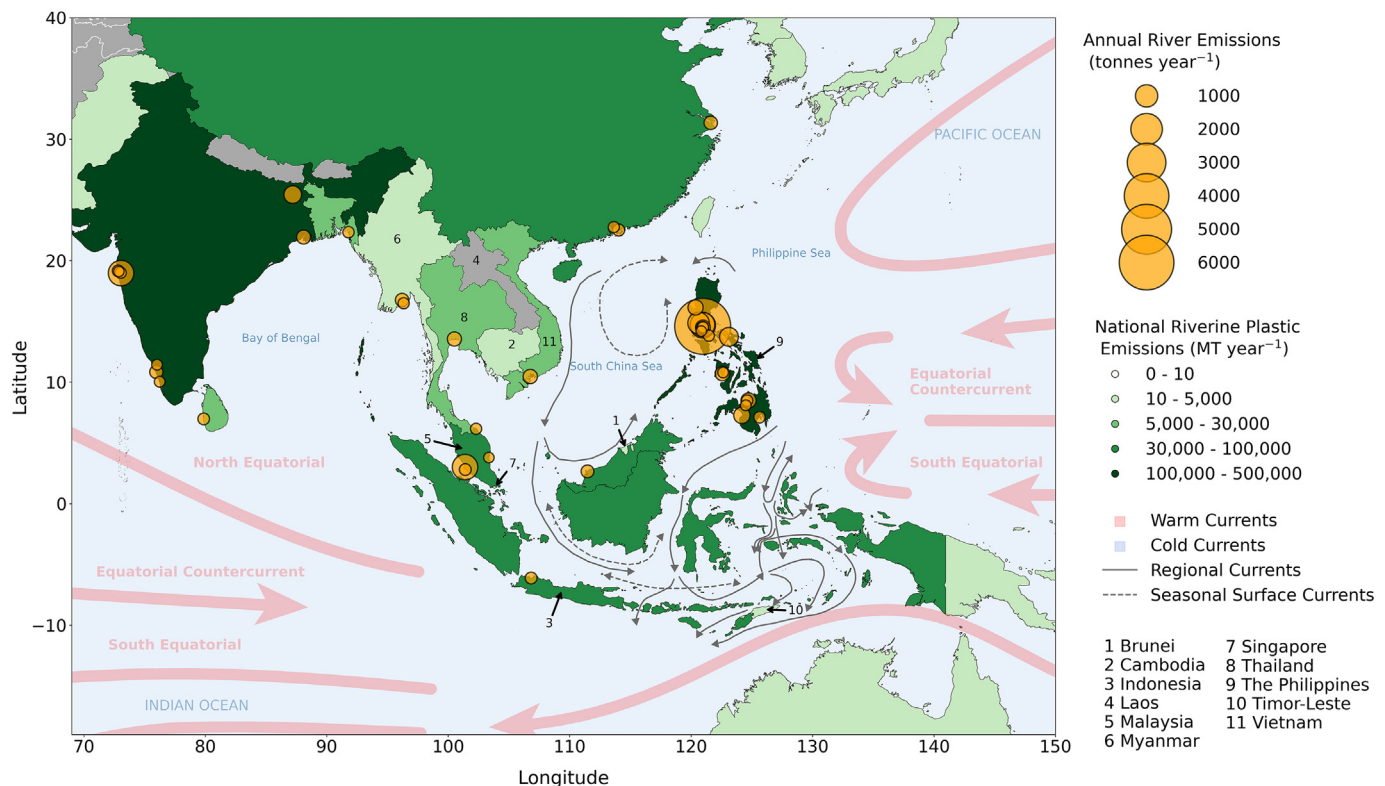 40
30
20
10
0
−10
Latitude
70
80
90
100
110
120
130
140
150
Longitude
PACIFIC OCEAN
Philippine Sea
Bay of Bengal
South China Sea
Equatorial
Countercurrent
North Equatorial
South Equatorial
Equatorial Countercurrent
South Equatorial
INDIAN OCEAN
6
4
8
2
11
9
5
1
7
3
10
Annual River Emissions
(tonnes year⁻¹)
1000
2000
3000
4000
5000
6000
National Riverine Plastic
Emissions (MT year⁻¹)
0 - 10
10 - 5,000
5,000 - 30,000
30,000 - 100,000
100,000 - 500,000
Warm Currents
Cold Currents
Regional Currents
Seasonal Surface Currents
1 Brunei
2 Cambodia
3 Indonesia
4 Laos
5 Malaysia
6 Myanmar
7 Singapore
8 Thailand
9 The Philippines
10 Timor-Leste
11 Vietnam